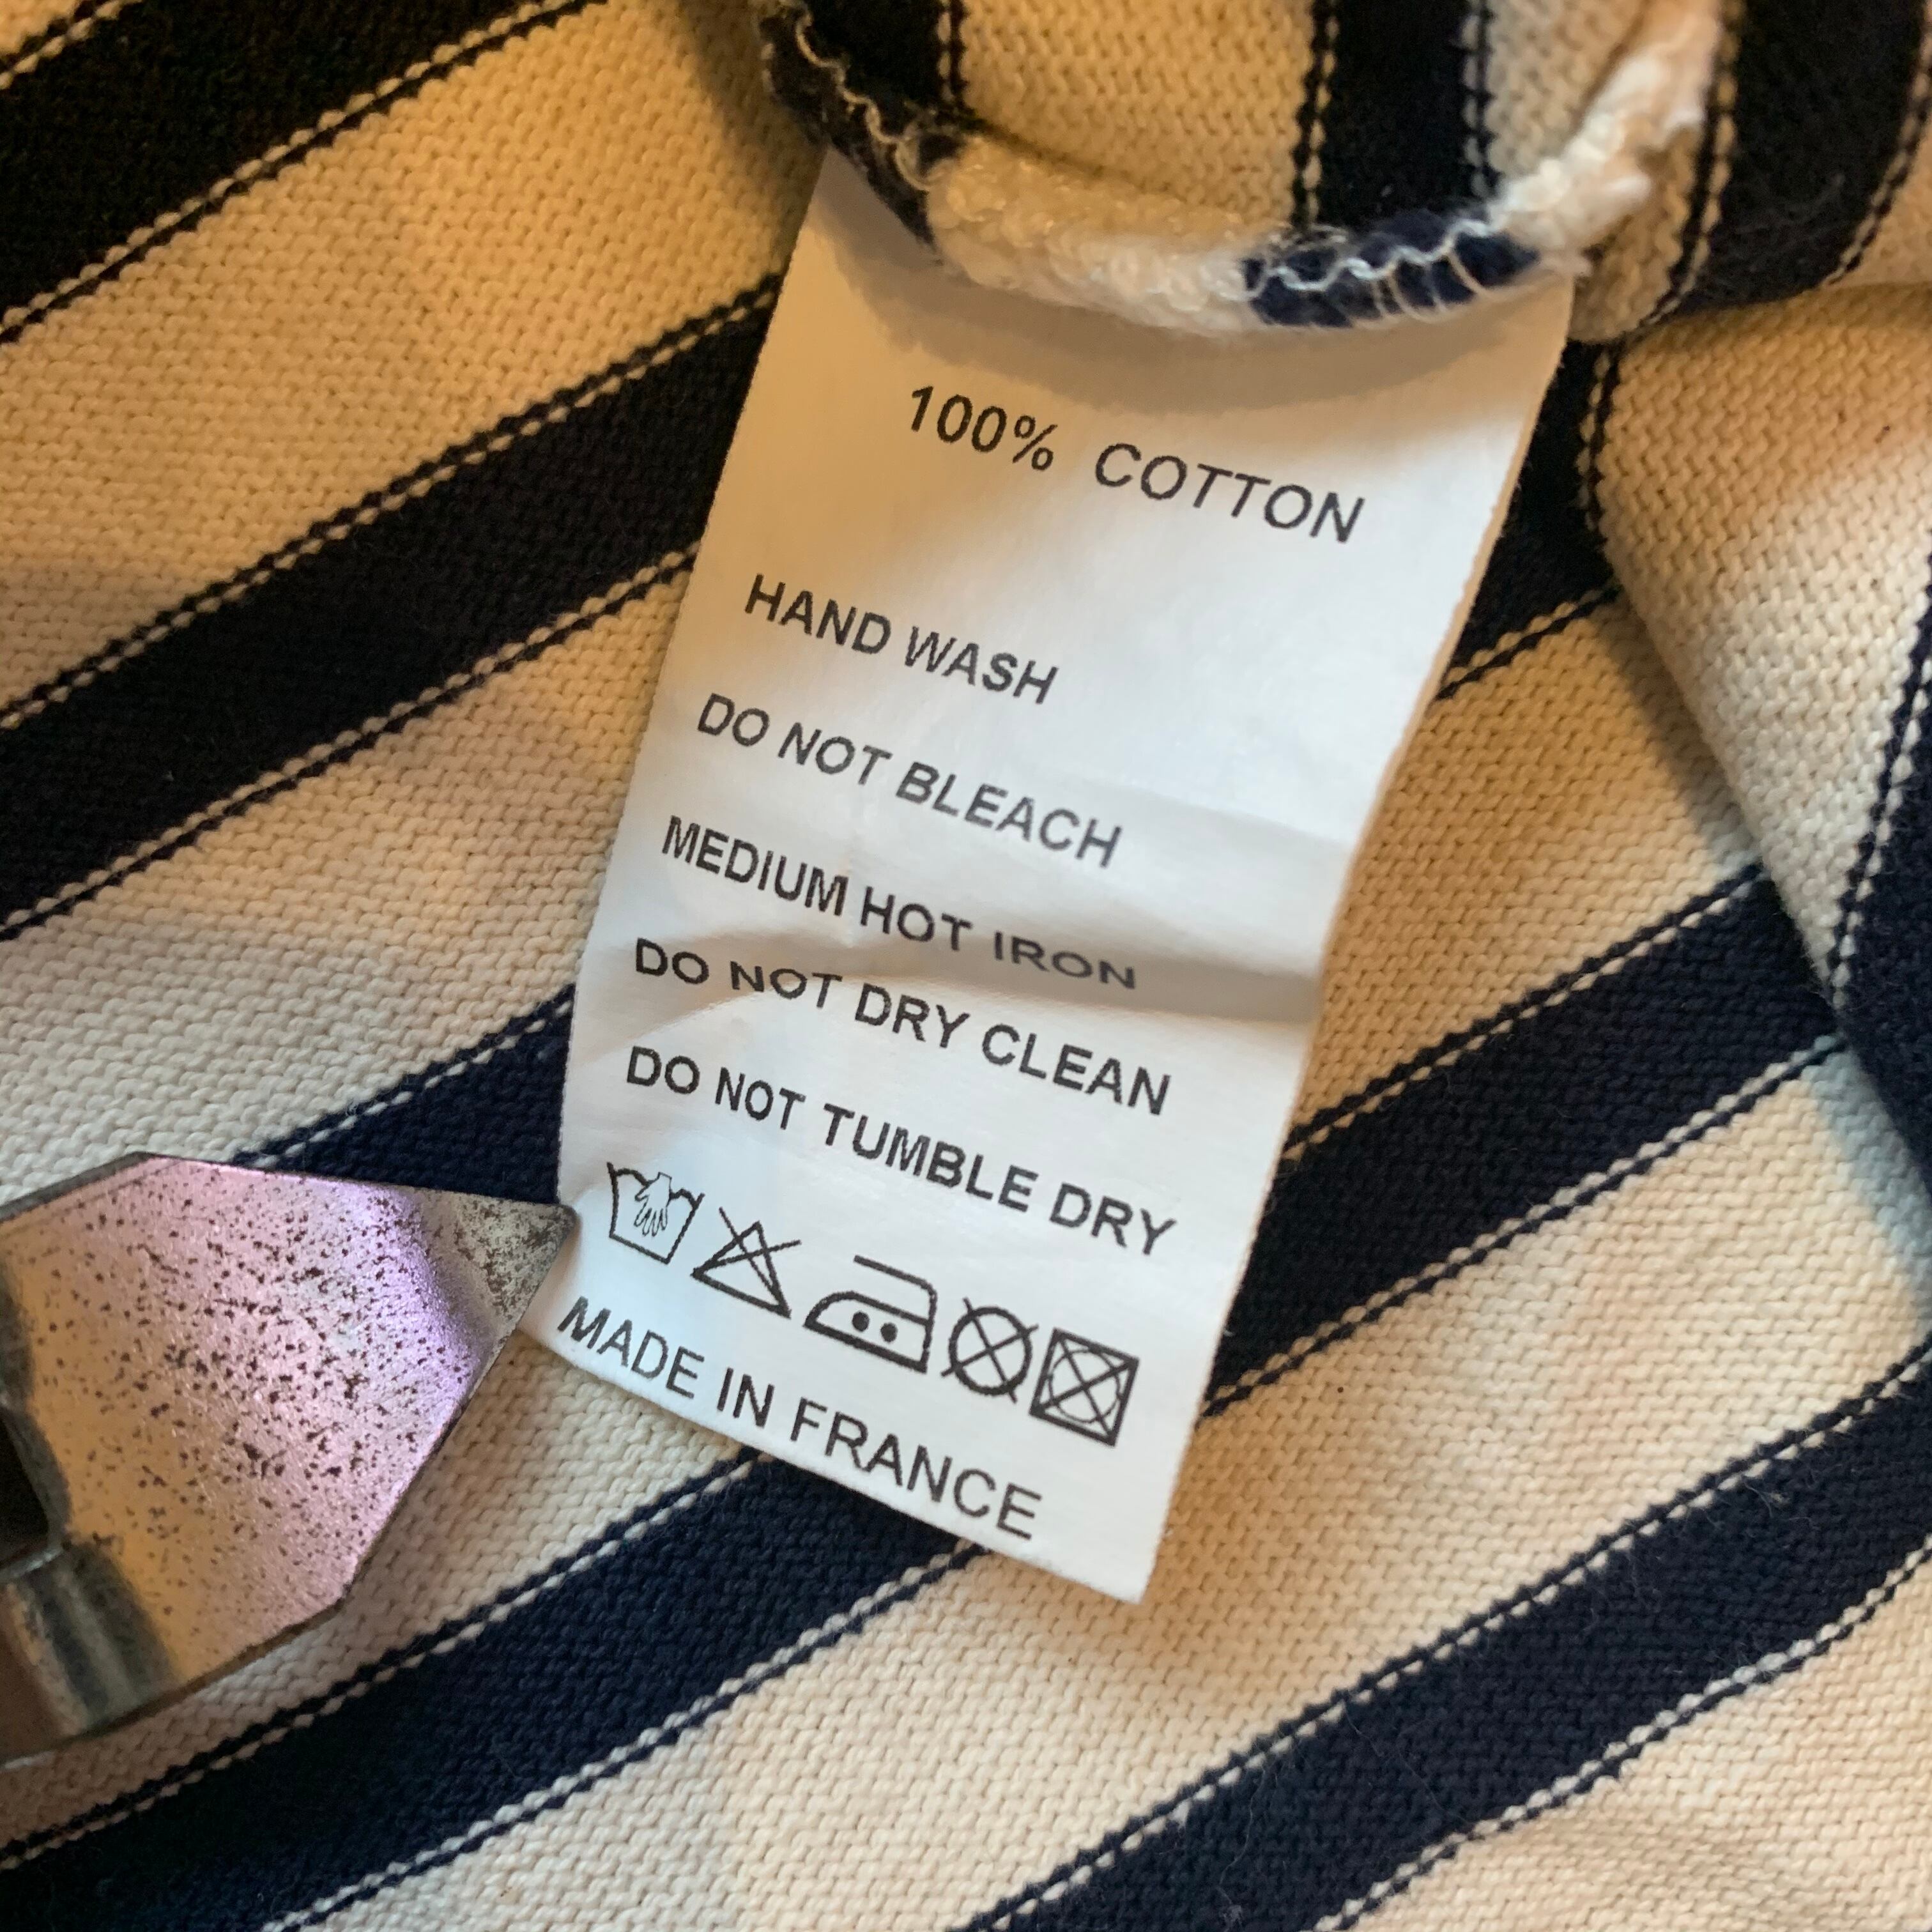 100% COTTON
HAND WASH
DO NOT BLEACH
MEDIUM HOT IRON
DO NOT DRY CLEAN
DO NOT TUMBLE DRY
MADE IN FRANCE